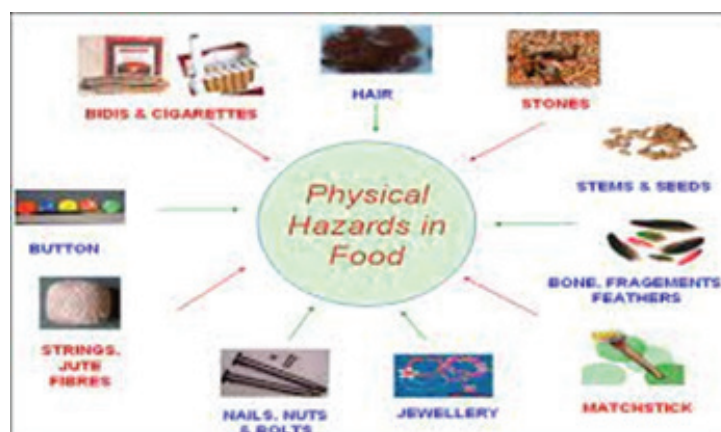 HAIR
BIDIS & CIGARETTES
STONES
STEMS & SEEDS
Physical
Hazards in
Food
BUTTON
BONE. FRAGEMENTS
FEATHERS
STRINGS.
JUTE
FIBRES
NAILS. NUTS
& BOLTS
JEWELLERY
MATCHSTICK